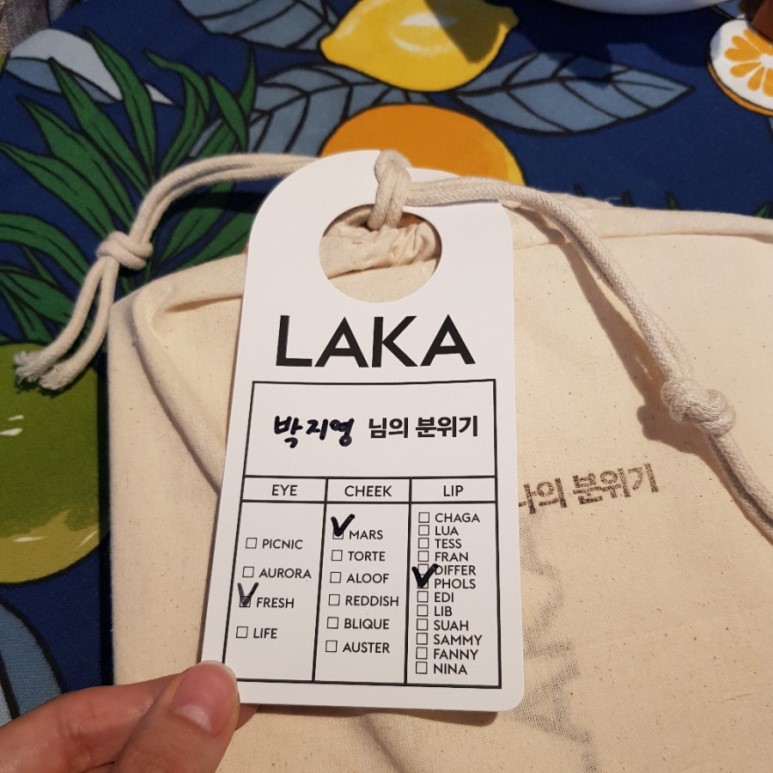 LAKA
박지영 님의 분위기
EYE CHEEK LIP
PICNIC
AURORA
FRESH
LIFE
MARS
TORTE
ALOOF
REDDISH
BLIQUE
AUSTER
CHAGA
LUA
TESS
FRAN
DIFFER
PHOLS
EDI
LIB
SUAH
SAMMY
FANNY
NINA
나의 분위기